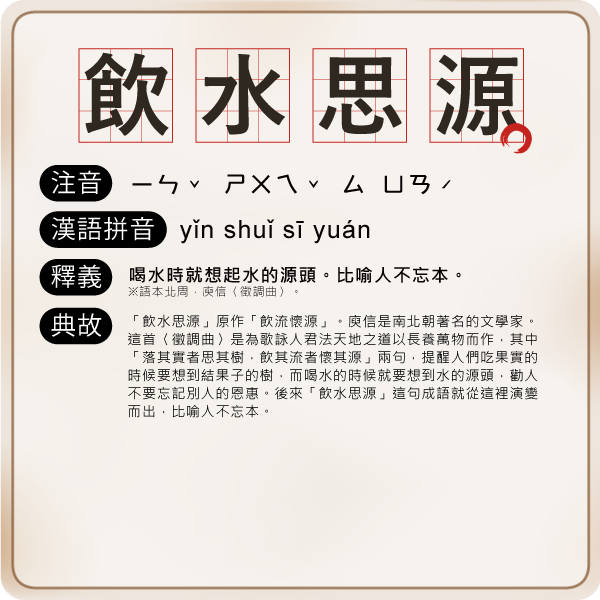 飲水思源
注音 ㄧㄣˇ ㄕㄨㄟˇ ㄙ ㄩㄢˊ
漢語拼音 yǐn shuǐ sī yuán
釋義 喝水時就想起水的源頭。比喻人不忘本。
※語本北周．庾信〈徵調曲〉。
典故 「飲水思源」原作「飲流懷源」。庾信是南北朝著名的文學家。
這首〈徵調曲〉是為歌詠人君法天地之道以長養萬物而作，其中
「落其實者思其樹，飲其流者懷其源」兩句，提醒人們吃果實的
時候要想到結果子的樹，而喝水的時候就要想到水的源頭，勸人
不要忘記別人的恩惠。後來「飲水思源」這句成語就從這裡演變
而出，比喻人不忘本。